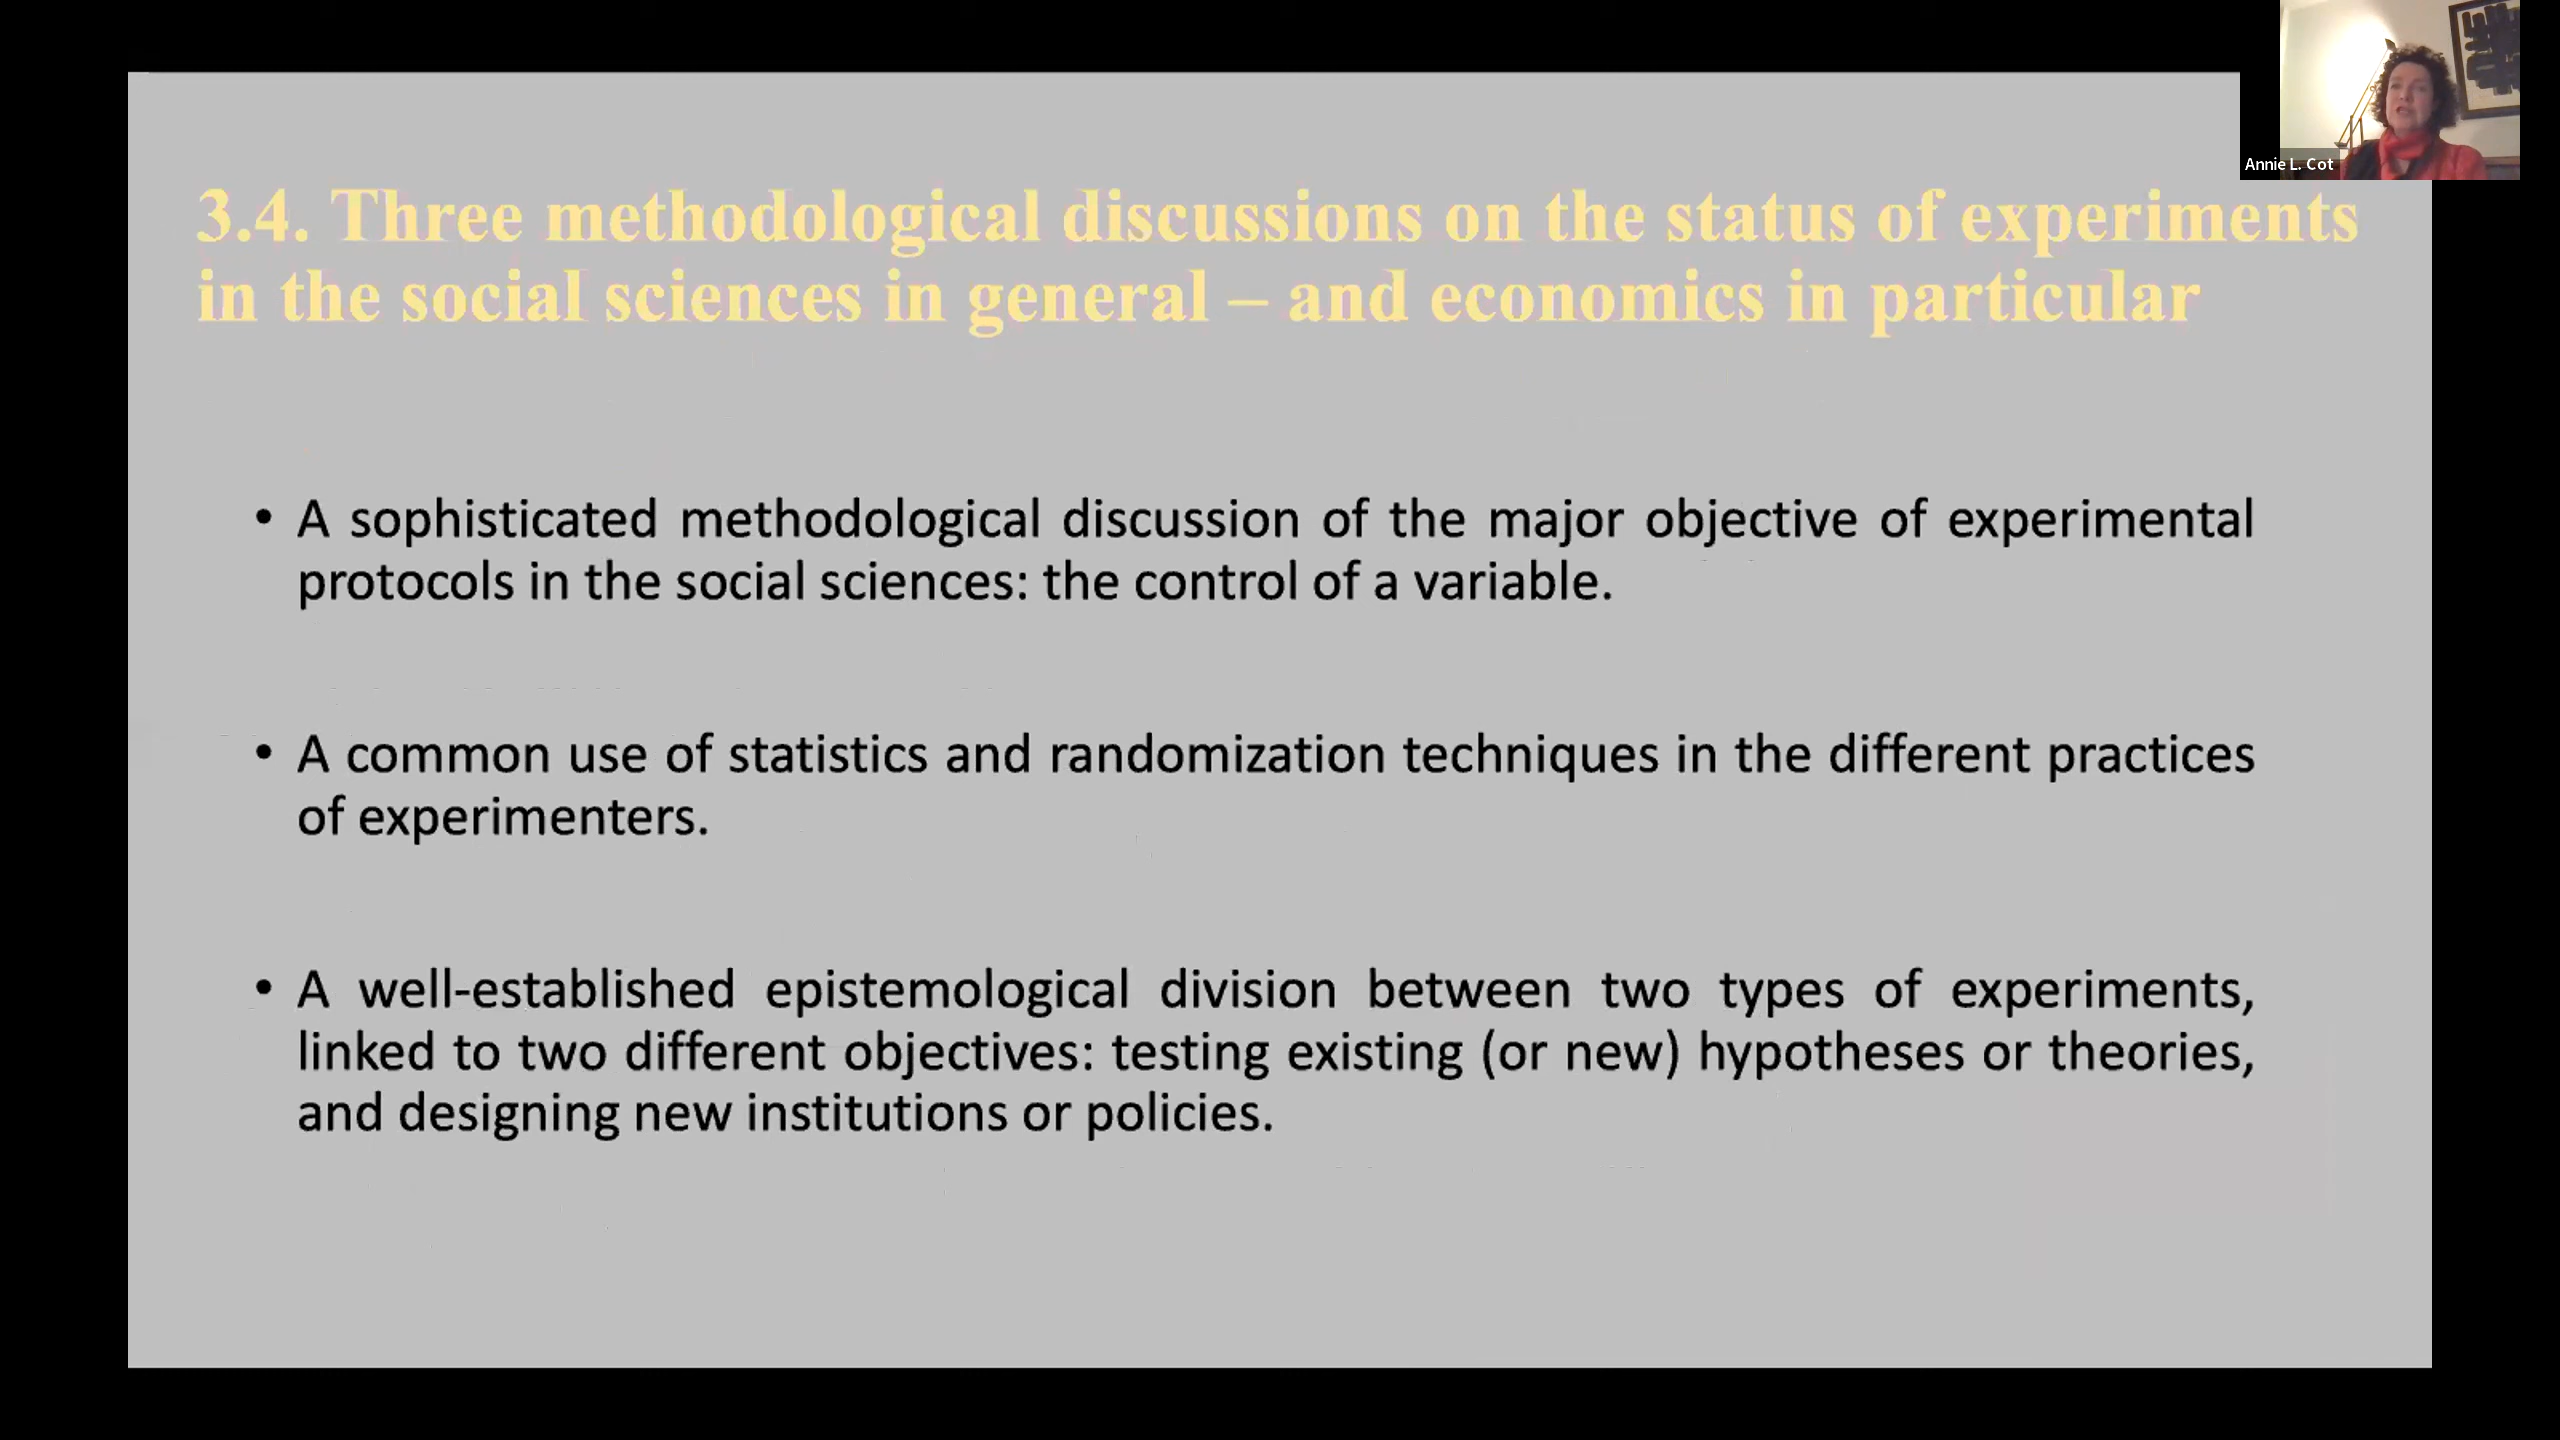 Annie L. Cot
3.4. Three methodological discussions on the status of experiments
in the social sciences in general – and economics in particular
• A sophisticated methodological discussion of the major objective of experimental
protocols in the social sciences: the control of a variable.
• A common use of statistics and randomization techniques in the different practices
of experimenters.
• A well-established epistemological division between two types of experiments,
linked to two different objectives: testing existing (or new) hypotheses or theories,
and designing new institutions or policies.